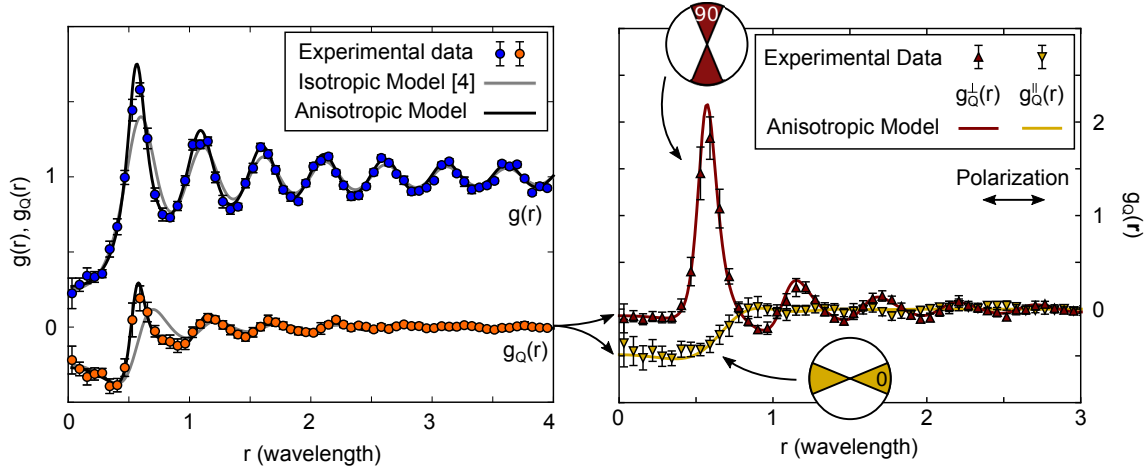 Experimental data
Isotropic Model [4]
Anisotropic Model
g(r), g_Q(r)
1
0
g(r)
g_Q(r)
0 1 2 3 4
r (wavelength)
90
Experimental Data
g_Q^⊥(r) g_Q^||(r)
Anisotropic Model
Polarization
2
1
0
g_Q(r)
0
0 1 2 3
r (wavelength)